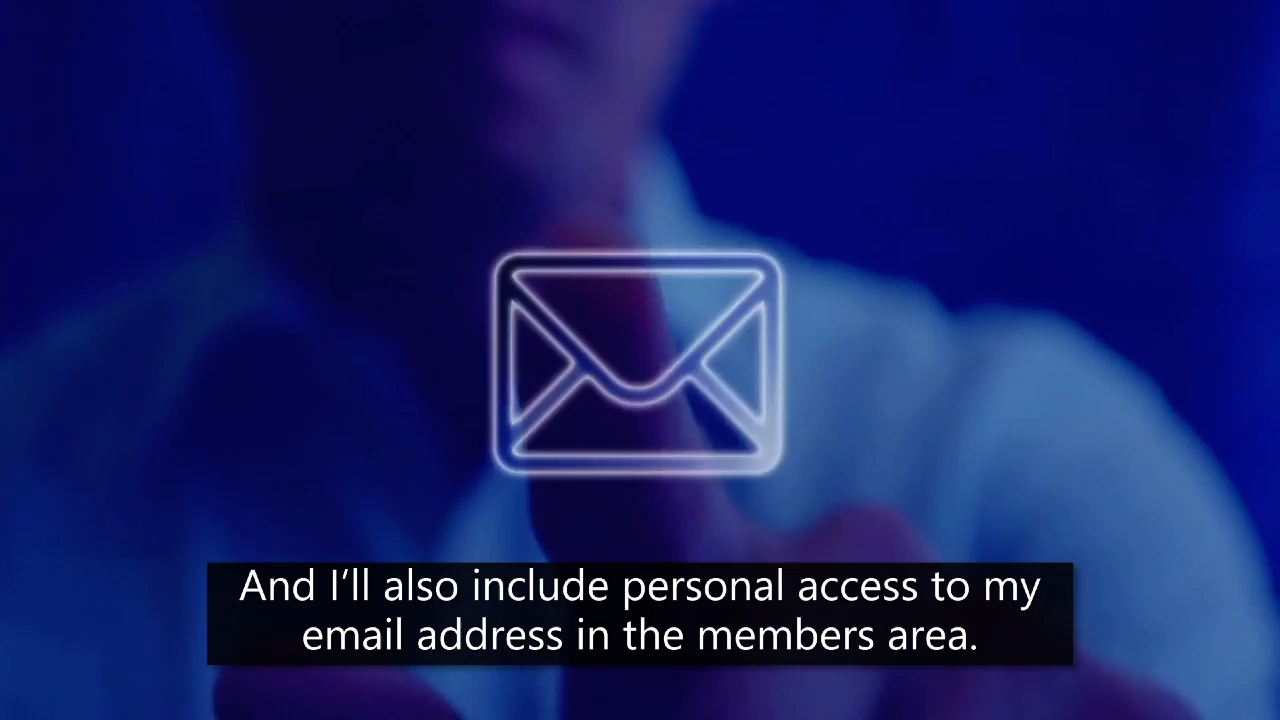 And I’ll also include personal access to my
email address in the members area.